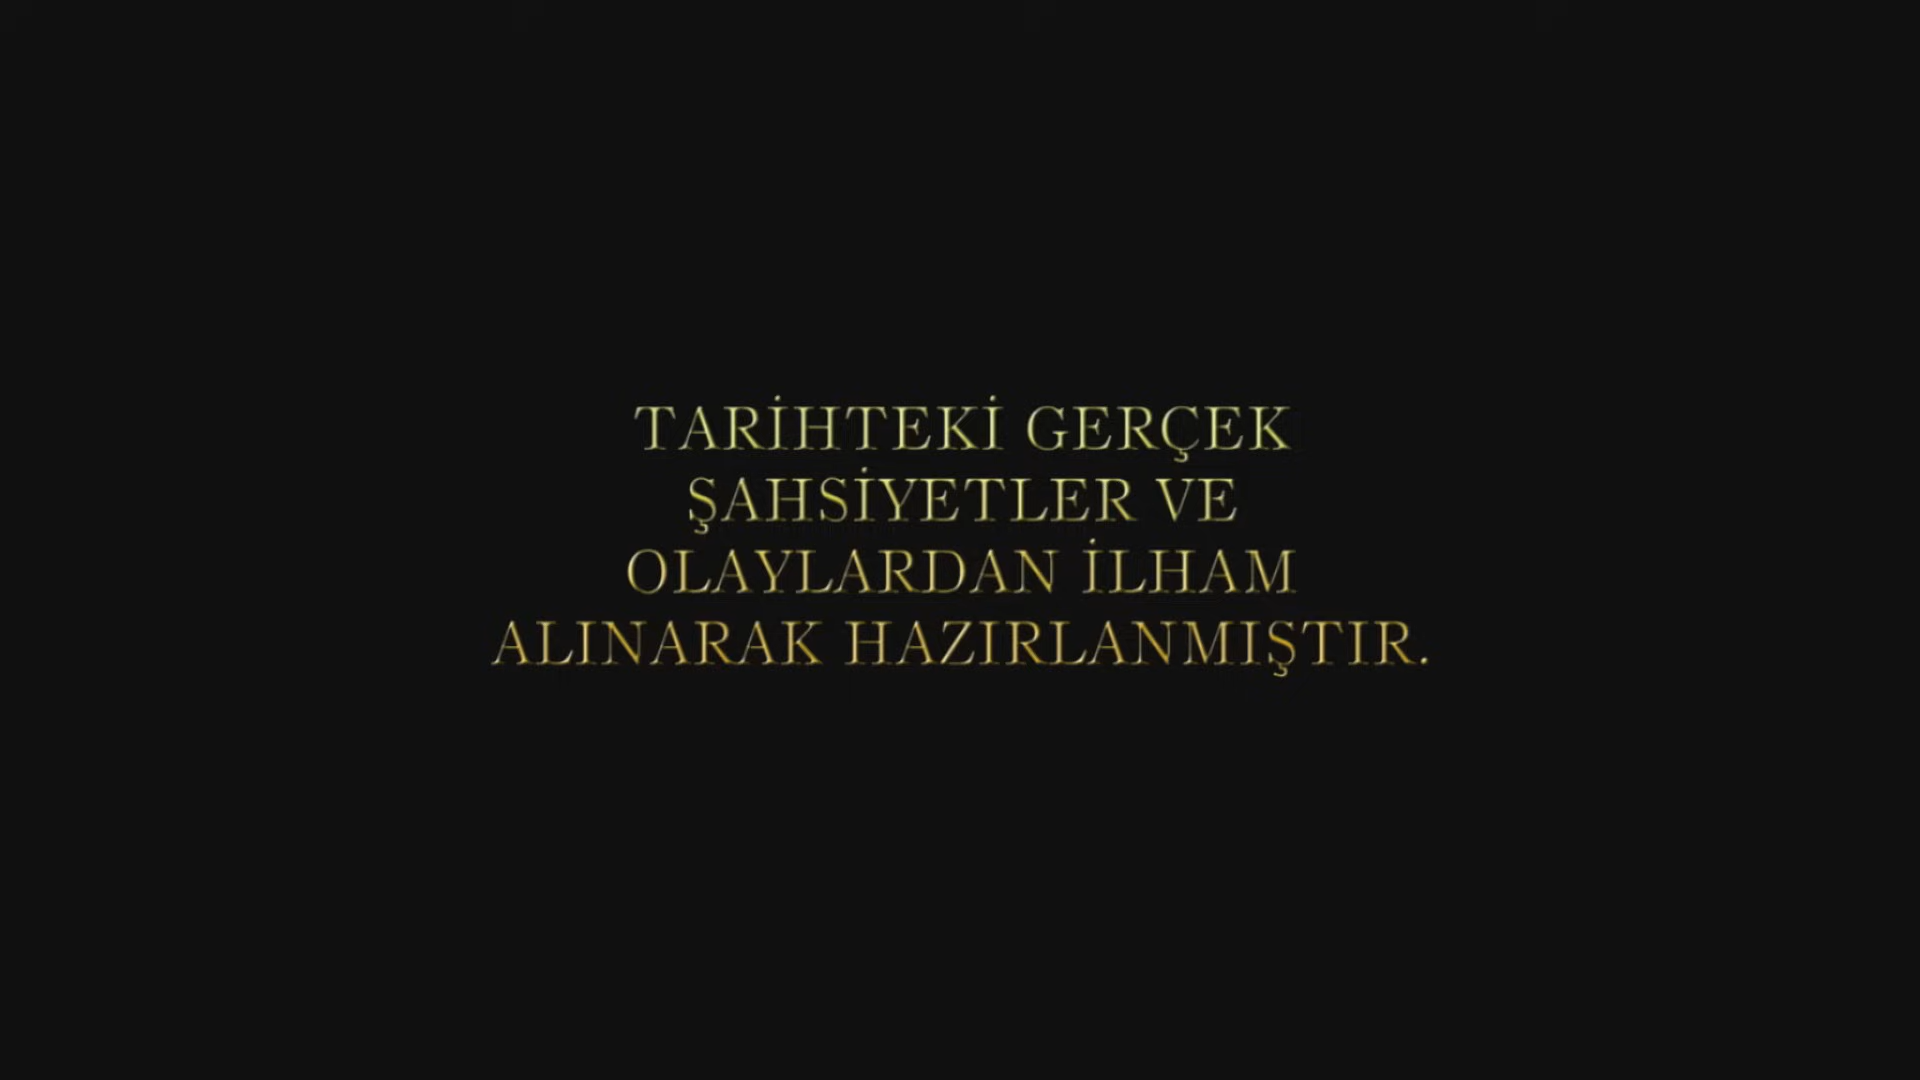 TARİHTEKİ GERÇEK
ŞAHSİYETLER VE
OLAYLARDAN İLHAM
ALINARAK HAZIRLANMIŞTIR.